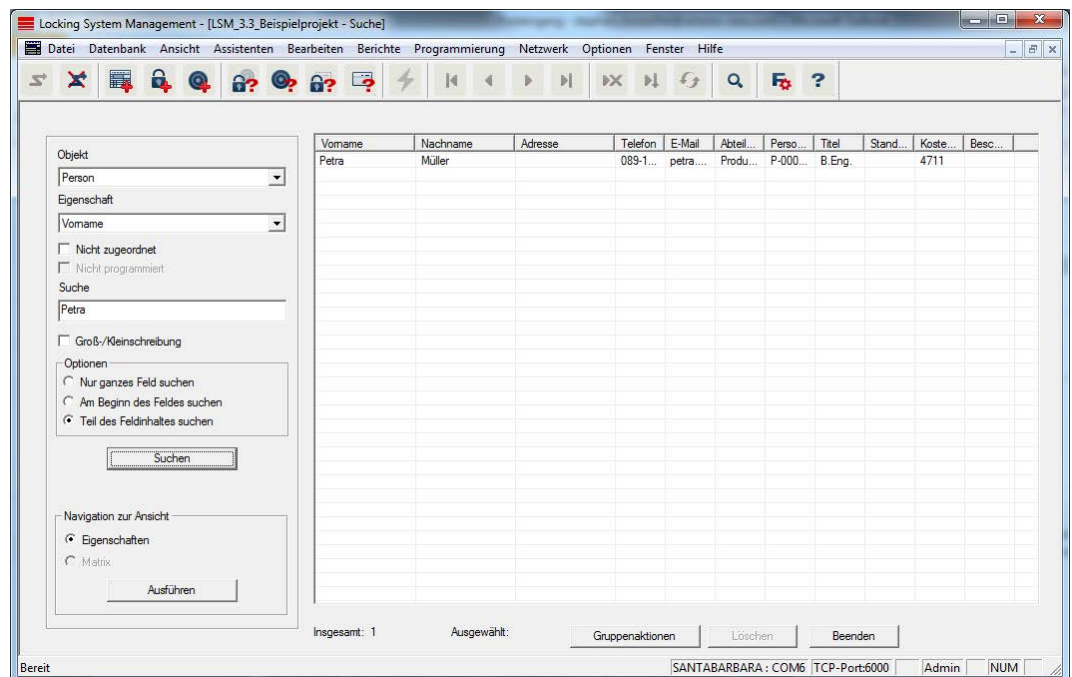 Locking System Management - [LSM_3.3_Beispielprojekt - Suche]
Datei Datenbank Ansicht Assistenten Bearbeiten Berichte Programmierung Netzwerk Optionen Fenster Hilfe
Objekt
Person
Eigenschaft
Vorname
Nicht zugeordnet
Nicht programmiert
Suche
Petra
Groß-/Kleinschreibung
Optionen
Nur ganzes Feld suchen
Am Beginn des Feldes suchen
Teil des Feldinhaltes suchen
Suchen
Navigation zur Ansicht
Eigenschaften
Matrix
Ausführen
Vorname Nachname Adresse Telefon E-Mail Abteil... Perso... Titel Stand... Koste... Besc...
Petra Müller 089-1... petra.... Produ... P-000... B.Eng. 4711
Insgesamt: 1 Ausgewählt: Gruppenaktionen Löschen Beenden
Bereit SANTABARBARA : COM6 TCP-Port:6000 Admin NUM